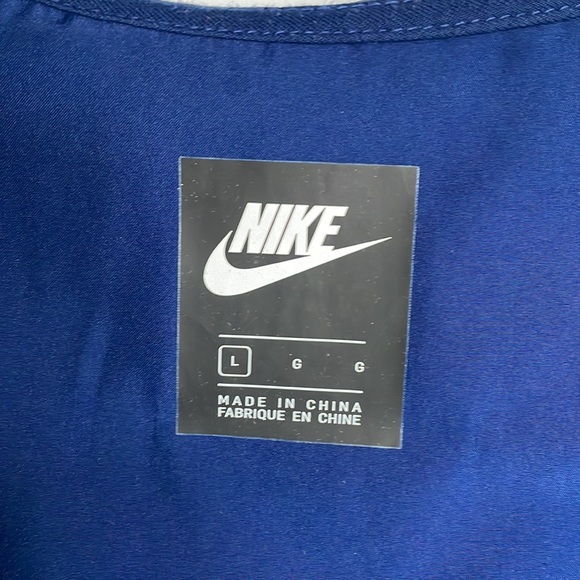 NIKE
L G G
MADE IN CHINA
FABRIQUE EN CHINE